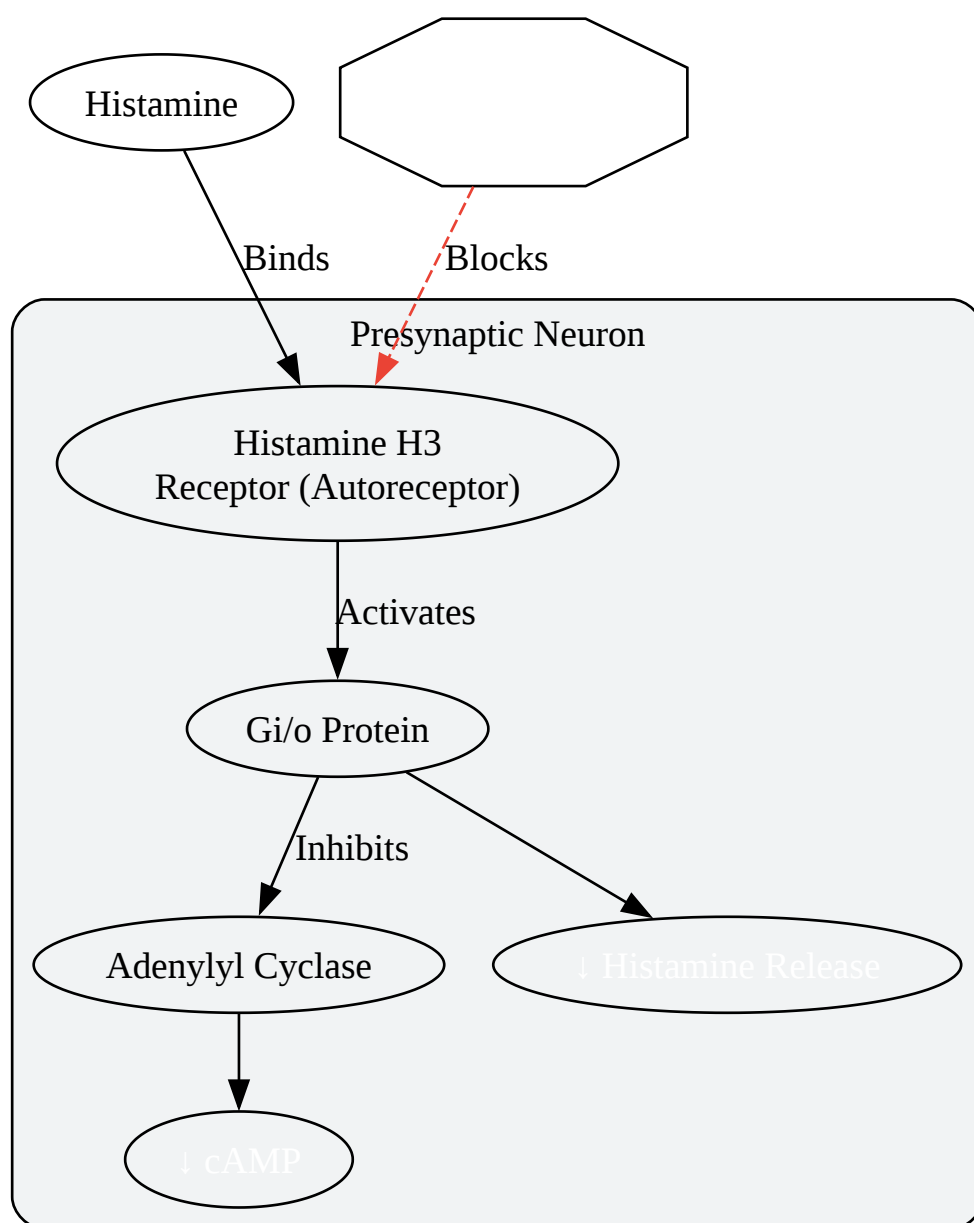 Histamine
Binds
Blocks
Presynaptic Neuron
Histamine H3
Receptor (Autoreceptor)
Activates
Gi/o Protein
Inhibits
Adenylyl Cyclase
↓ Histamine Release
↓ cAMP